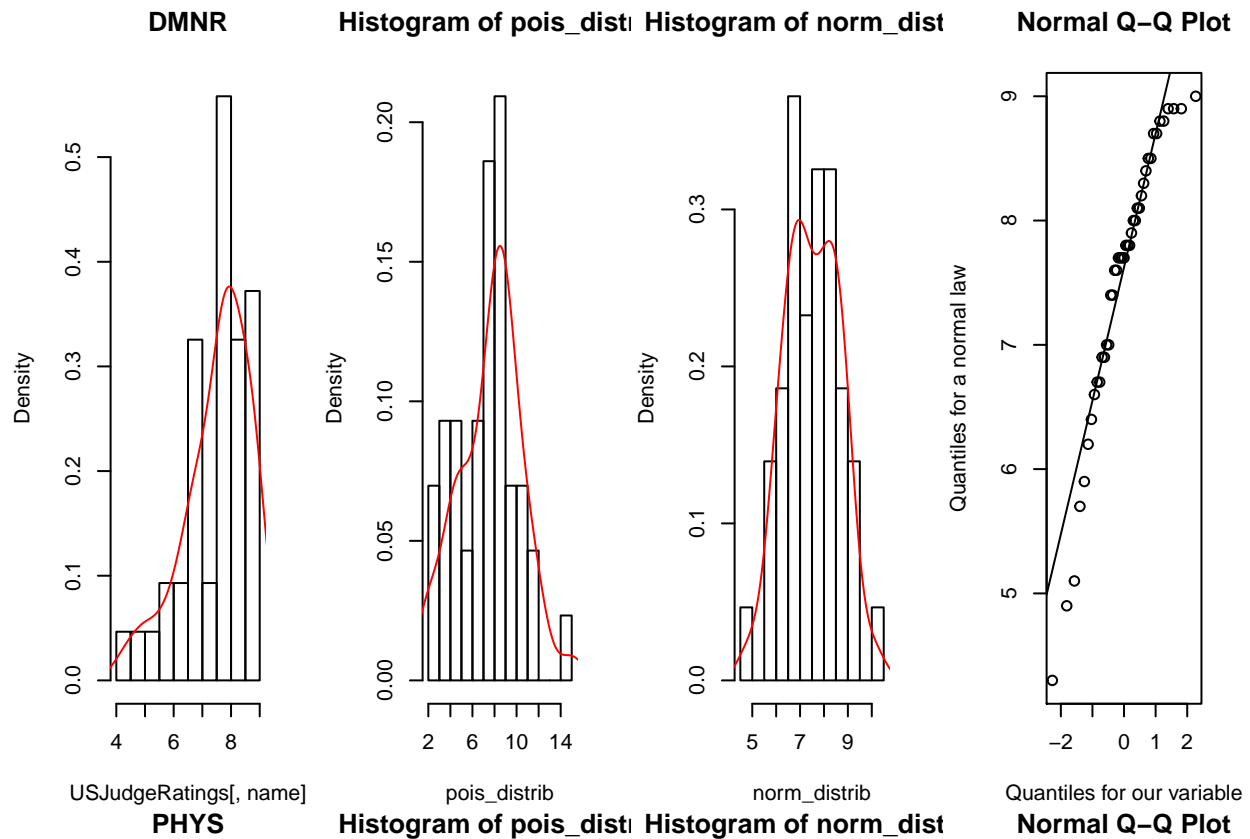 DMNR
Histogram of pois_distr
Histogram of norm_dist
Normal Q−Q Plot
Density
0.0 0.1 0.2 0.3 0.4 0.5
4 6 8
USJudgeRatings[, name]
Density
0.00 0.05 0.10 0.15 0.20
2 6 10 14
pois_distrib
Density
0.0 0.1 0.2 0.3
5 7 9
norm_distrib
Quantiles for a normal law
5 6 7 8 9
−2 0 1 2
Quantiles for our variable
PHYS
Histogram of pois_distr
Histogram of norm_dist
Normal Q−Q Plot